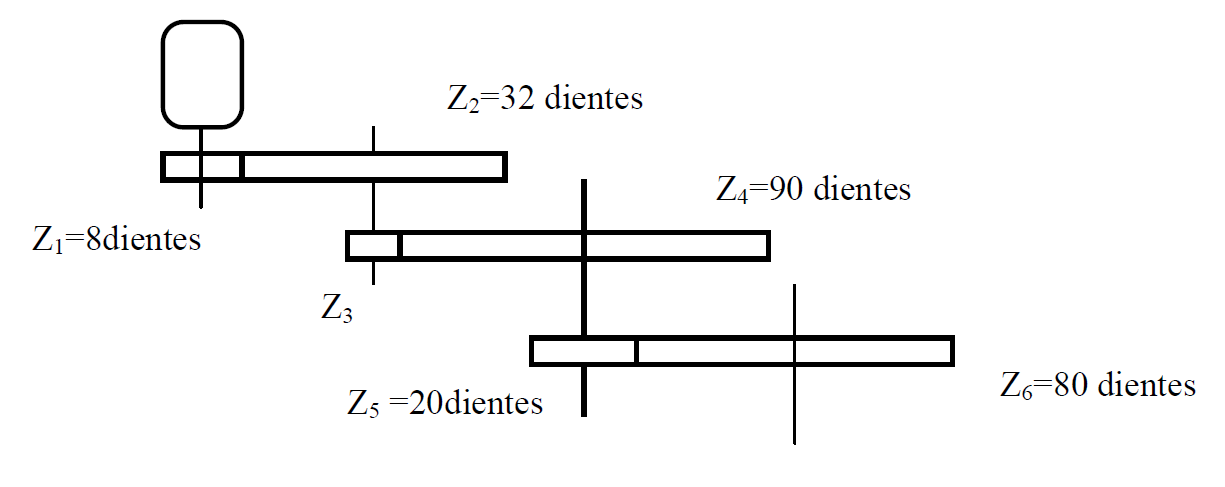 Z₂=32 dientes
Z₄=90 dientes
Z₁=8dientes
Z₃
Z₆=80 dientes
Z₅ =20dientes